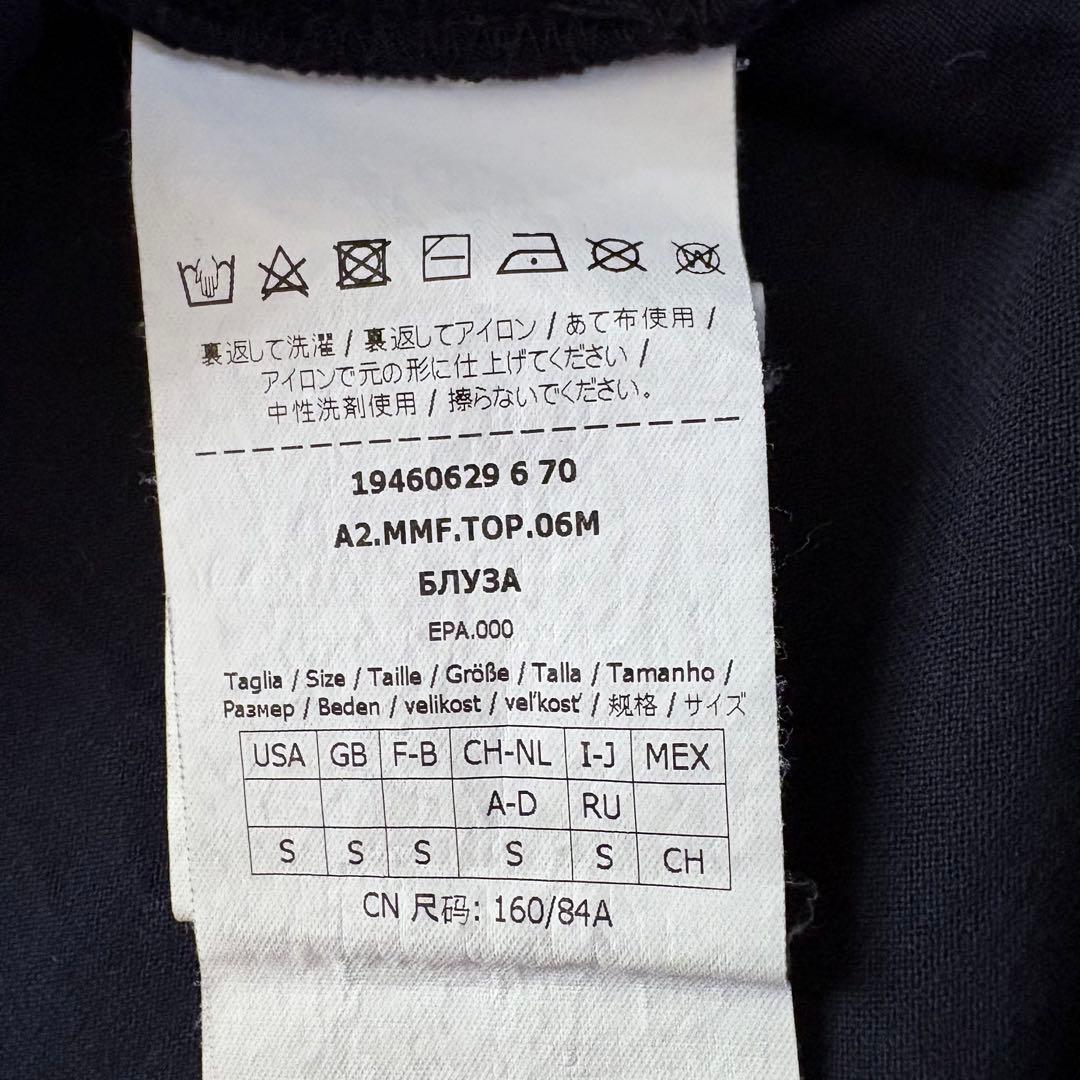 裏返して洗濯 / 裏返してアイロン / あて布使用 /
アイロンで元の形に仕上げてください /
中性洗剤使用 / 擦らないでください。
19460629 6 70
A2.MMF.TOP.06M
БЛУЗА
EPA.000
Taglia / Size / Taille / Größe / Talla / Tamanho /
Размер / Beden / velikost / veľkosť / 规格 / サイズ
USA GB F-B CH-NL I-J MEX
A-D RU
S S S S S CH
CN 尺码: 160/84A